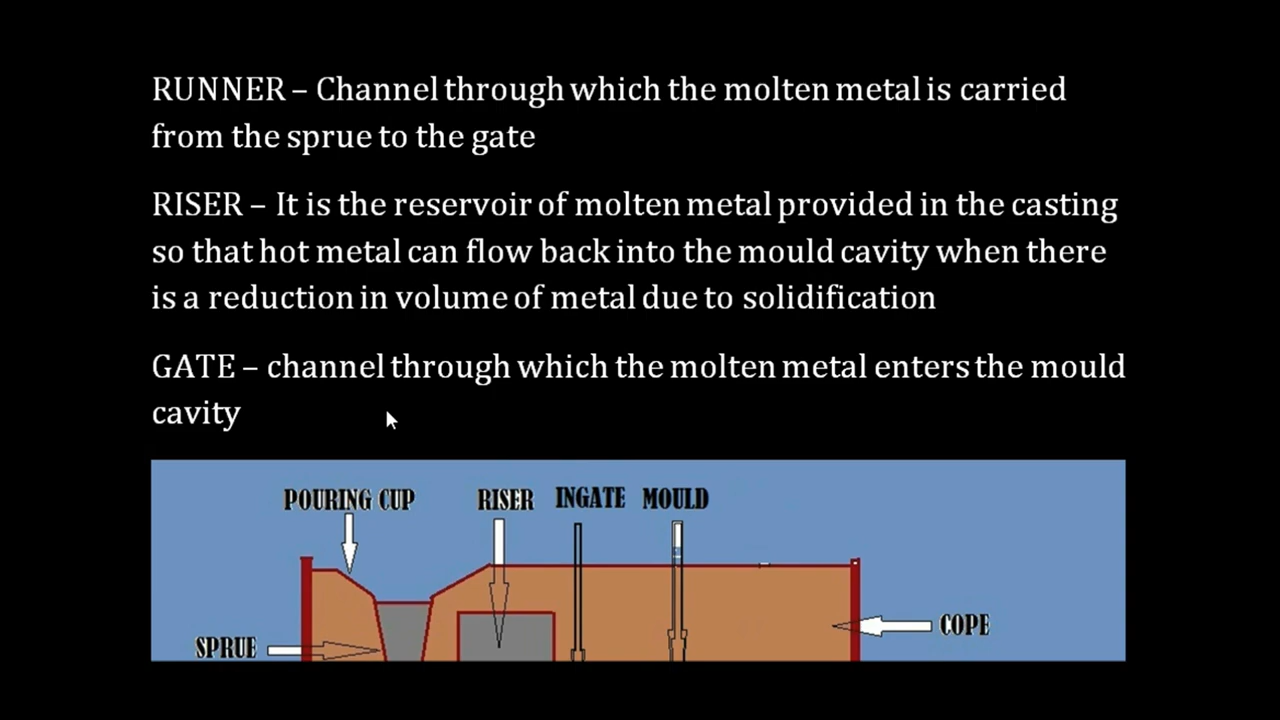 RUNNER – Channel through which the molten metal is carried
from the sprue to the gate
RISER – It is the reservoir of molten metal provided in the casting
so that hot metal can flow back into the mould cavity when there
is a reduction in volume of metal due to solidification
GATE – channel through which the molten metal enters the mould
cavity
POURING CUP RISER INGATE MOULD
COPE
SPRUE